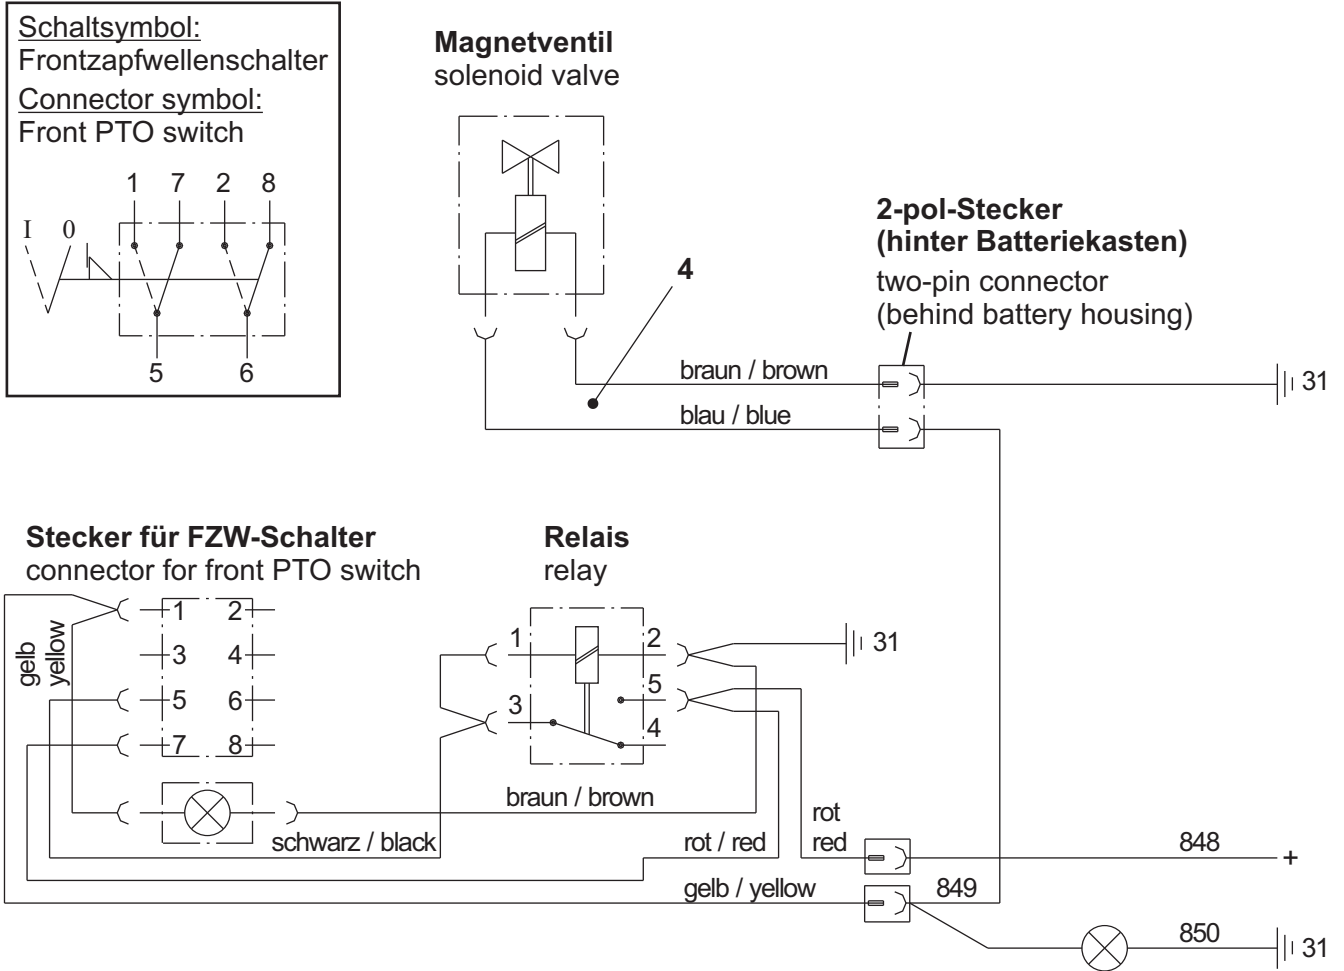 Schaltsymbol:
Frontzapfwellenschalter
Connector symbol:
Front PTO switch
1 7 2 8
I 0
5 6
Magnetventil
solenoid valve
4
2-pol-Stecker
(hinter Batteriekasten)
two-pin connector
(behind battery housing)
braun / brown
31
blau / blue
Stecker für FZW-Schalter
connector for front PTO switch
Relais
relay
gelb
yellow
1 2
3 4
5 6
7 8
1 2
3 5
4
31
braun / brown
schwarz / black
rot / red
rot
red
848 +
gelb / yellow
849
850
31